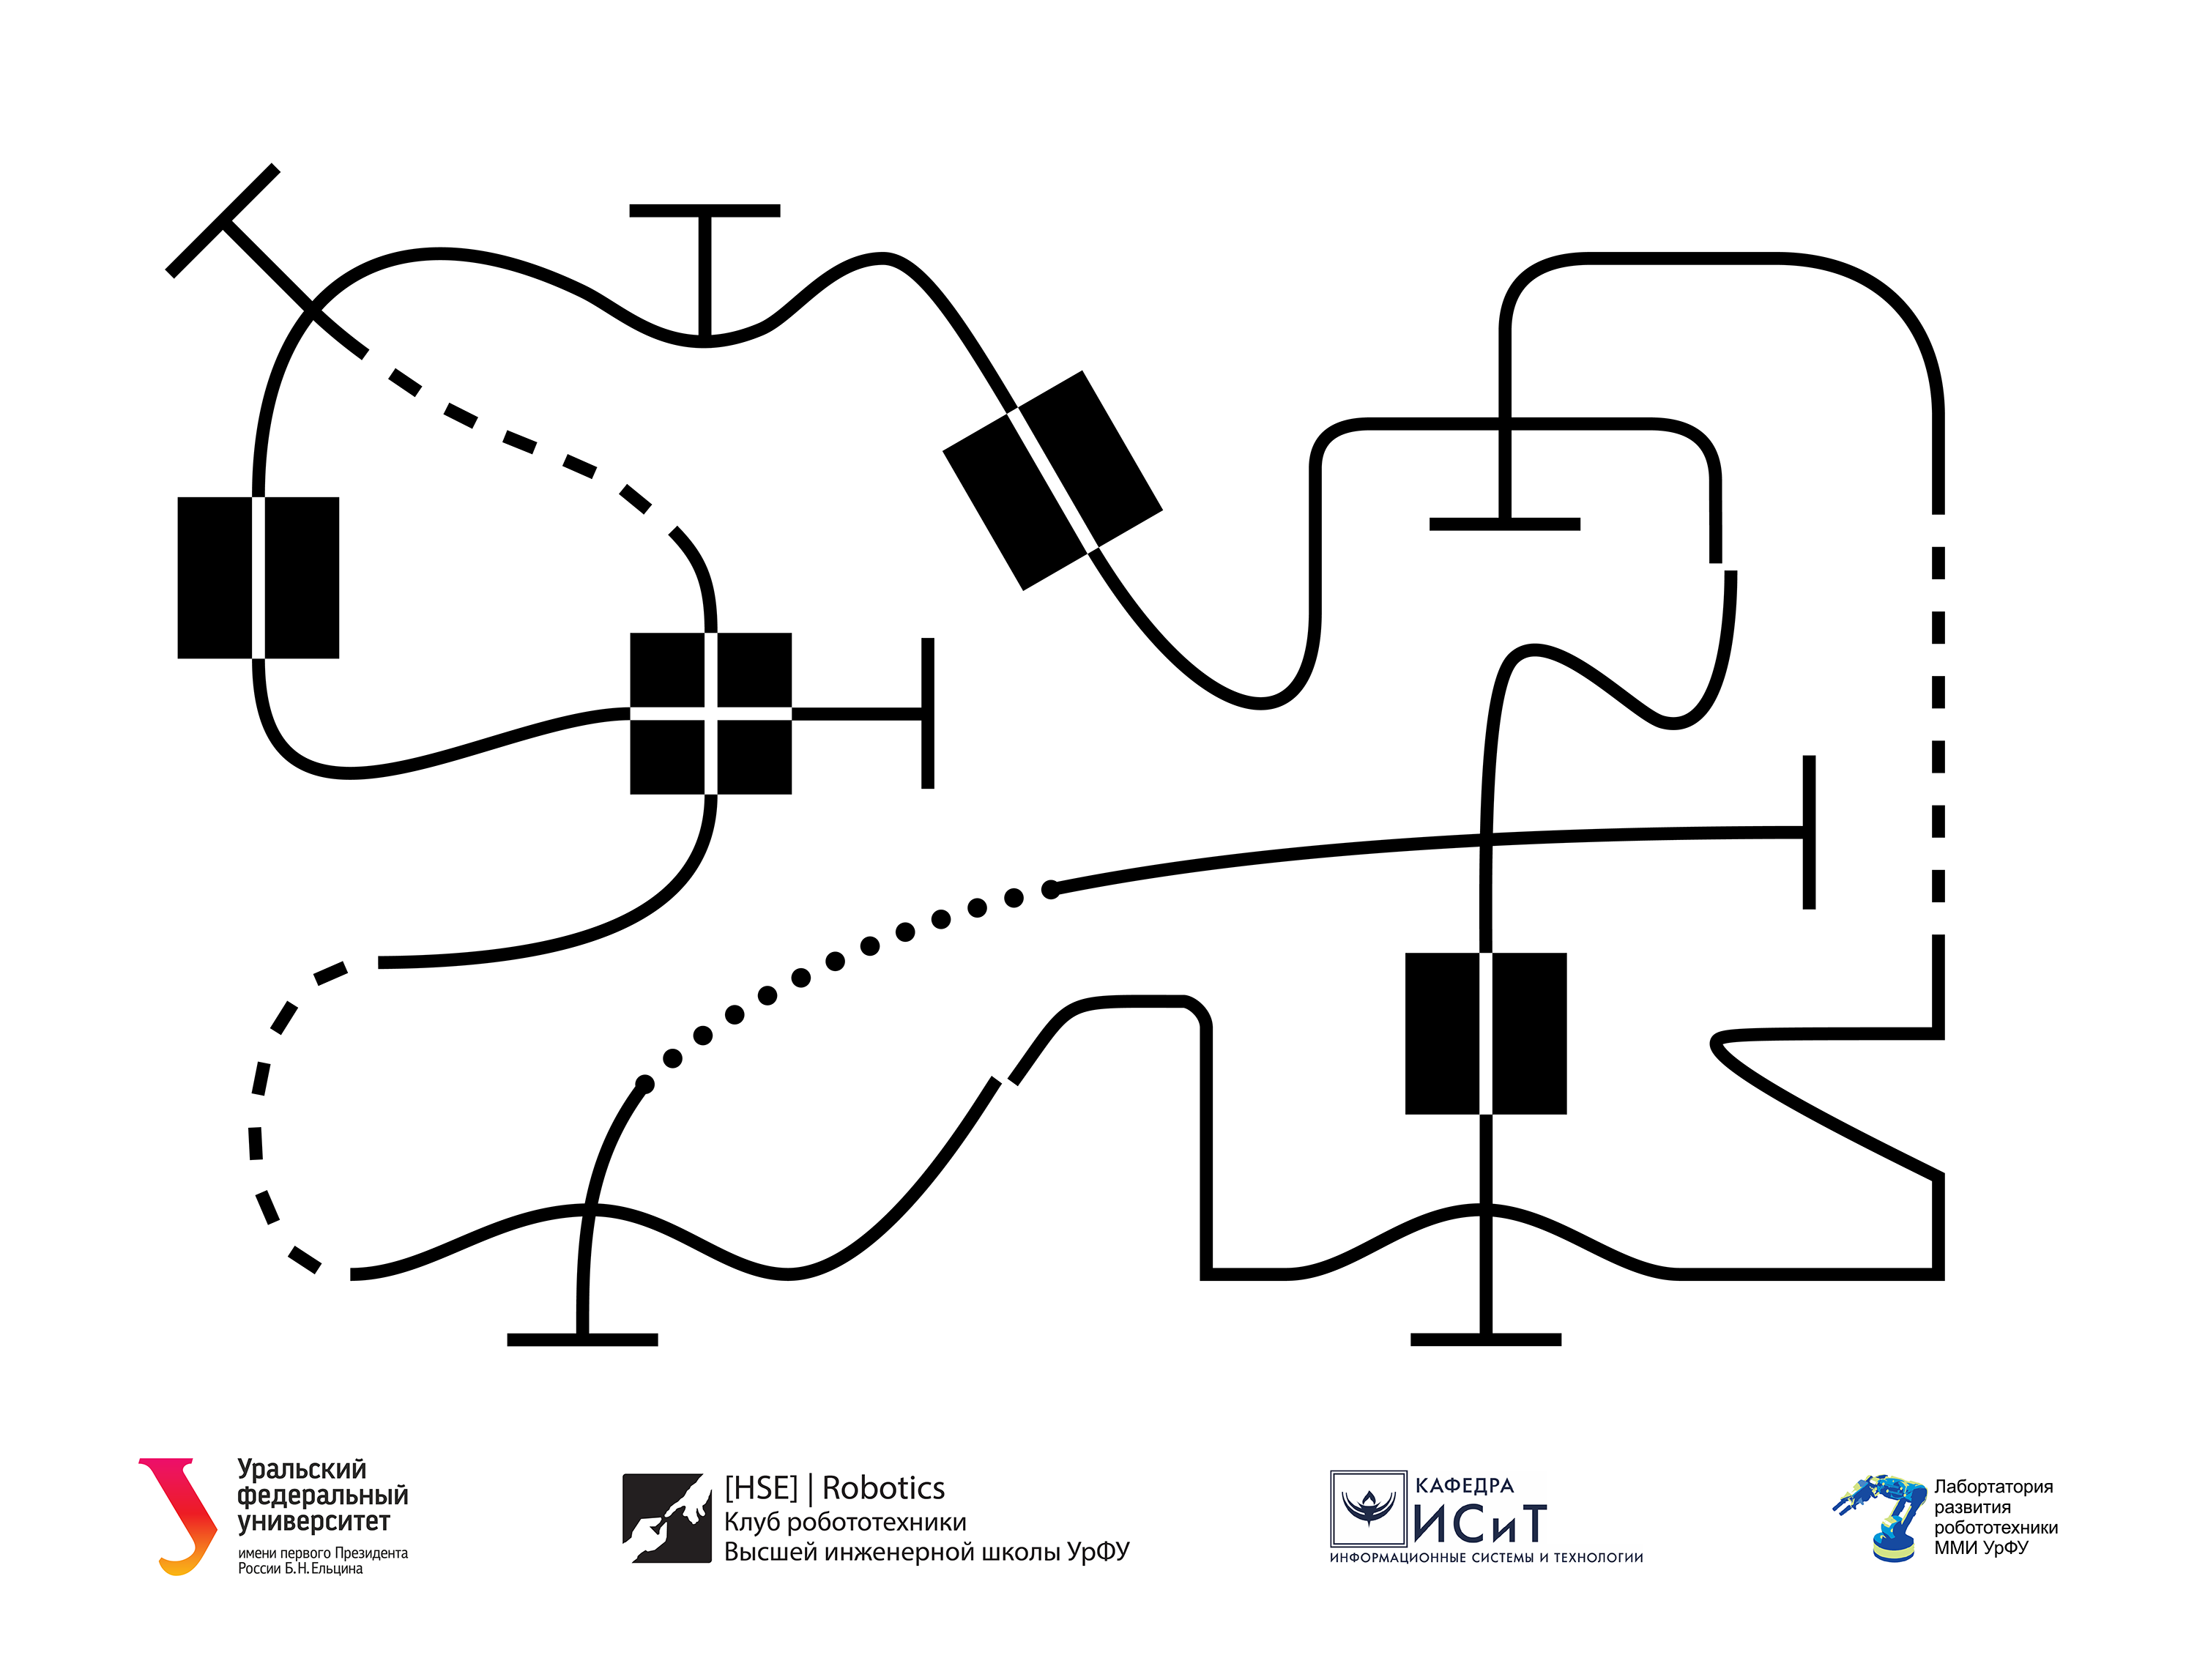 Уральский
федеральный
университет
имени первого Президента
России Б.Н.Ельцина
[HSE] | Robotics
Клуб робототехники
Высшей инженерной школы УрФУ
КАФЕДРА
ИСиТ
ИНФОРМАЦИОННЫЕ СИСТЕМЫ И ТЕХНОЛОГИИ
Лабортатория
развития
робототехники
ММИ УрФУ